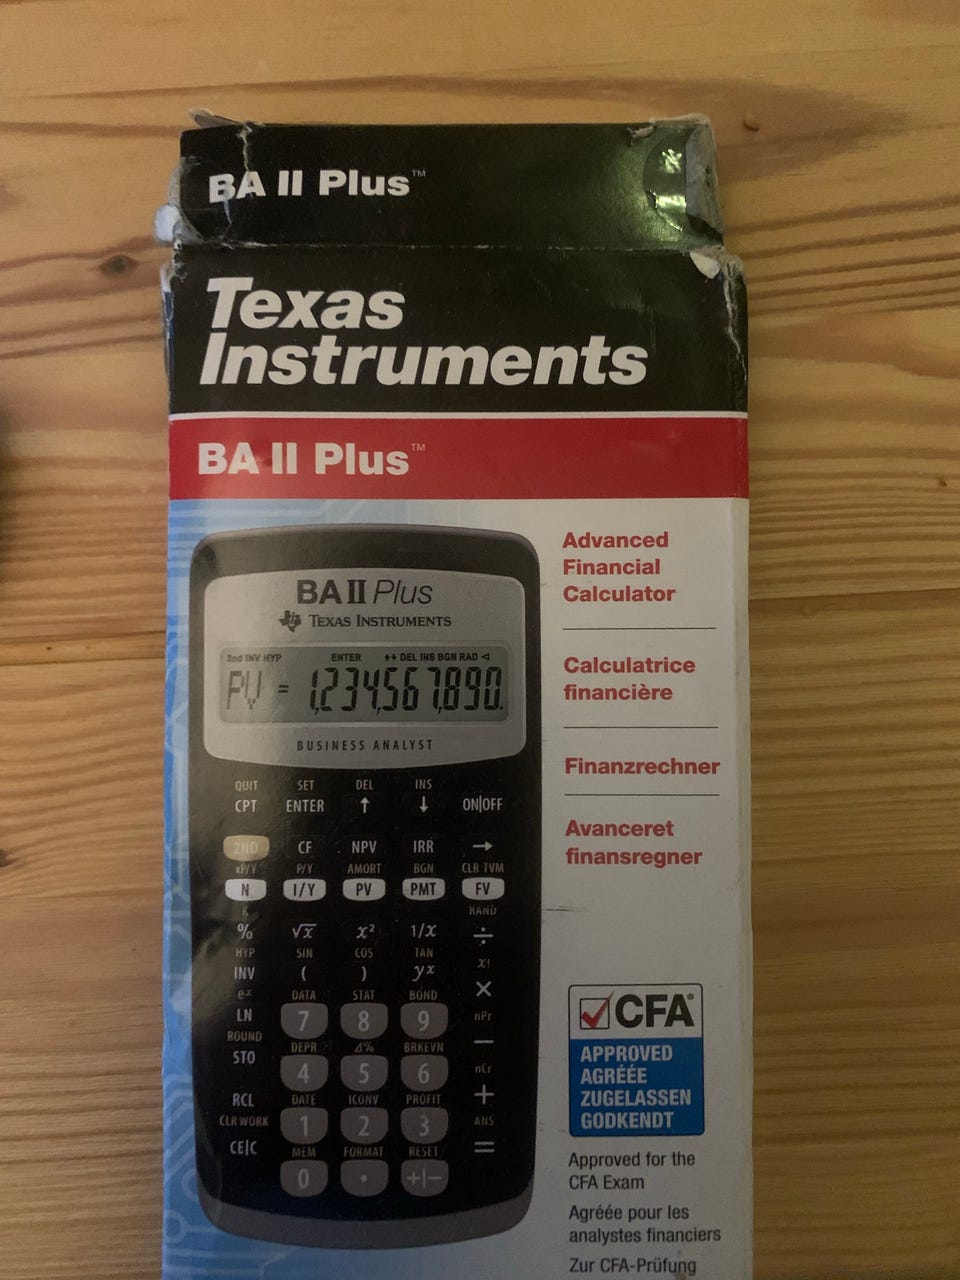 BA II Plus™
Texas
Instruments
BA II Plus™
Advanced
Financial
Calculator
Calculatrice
financière
Finanzrechner
Avanceret
finansregner
BA II Plus
TEXAS INSTRUMENTS
2nd INV HYP ENTER ↑↓ DEL INS BGN RAD ◁
PV = 1,234,567,890.
BUSINESS ANALYST
QUIT SET DEL INS
CPT ENTER ↑ ↓ ON|OFF
2ND CF NPV IRR →
xP/Y P/Y AMORT BGN CLR TVM
N I/Y PV PMT FV
K RAND
% √x x² 1/x ÷
HYP SIN COS TAN x!
INV ( ) yˣ ×
eˣ DATA STAT BOND nPr
LN 7 8 9 −
ROUND DEPR Δ% BRKEVN nCr
STO 4 5 6 +
DATE ICONV PROFIT ANS
RCL 1 2 3 =
CLR WORK MEM FORMAT RESET
CE|C 0 . +|−
CFA®
APPROVED
AGRÉÉE
ZUGELASSEN
GODKENDT
Approved for the
CFA Exam
Agréée pour les
analystes financiers
Zur CFA-Prüfung